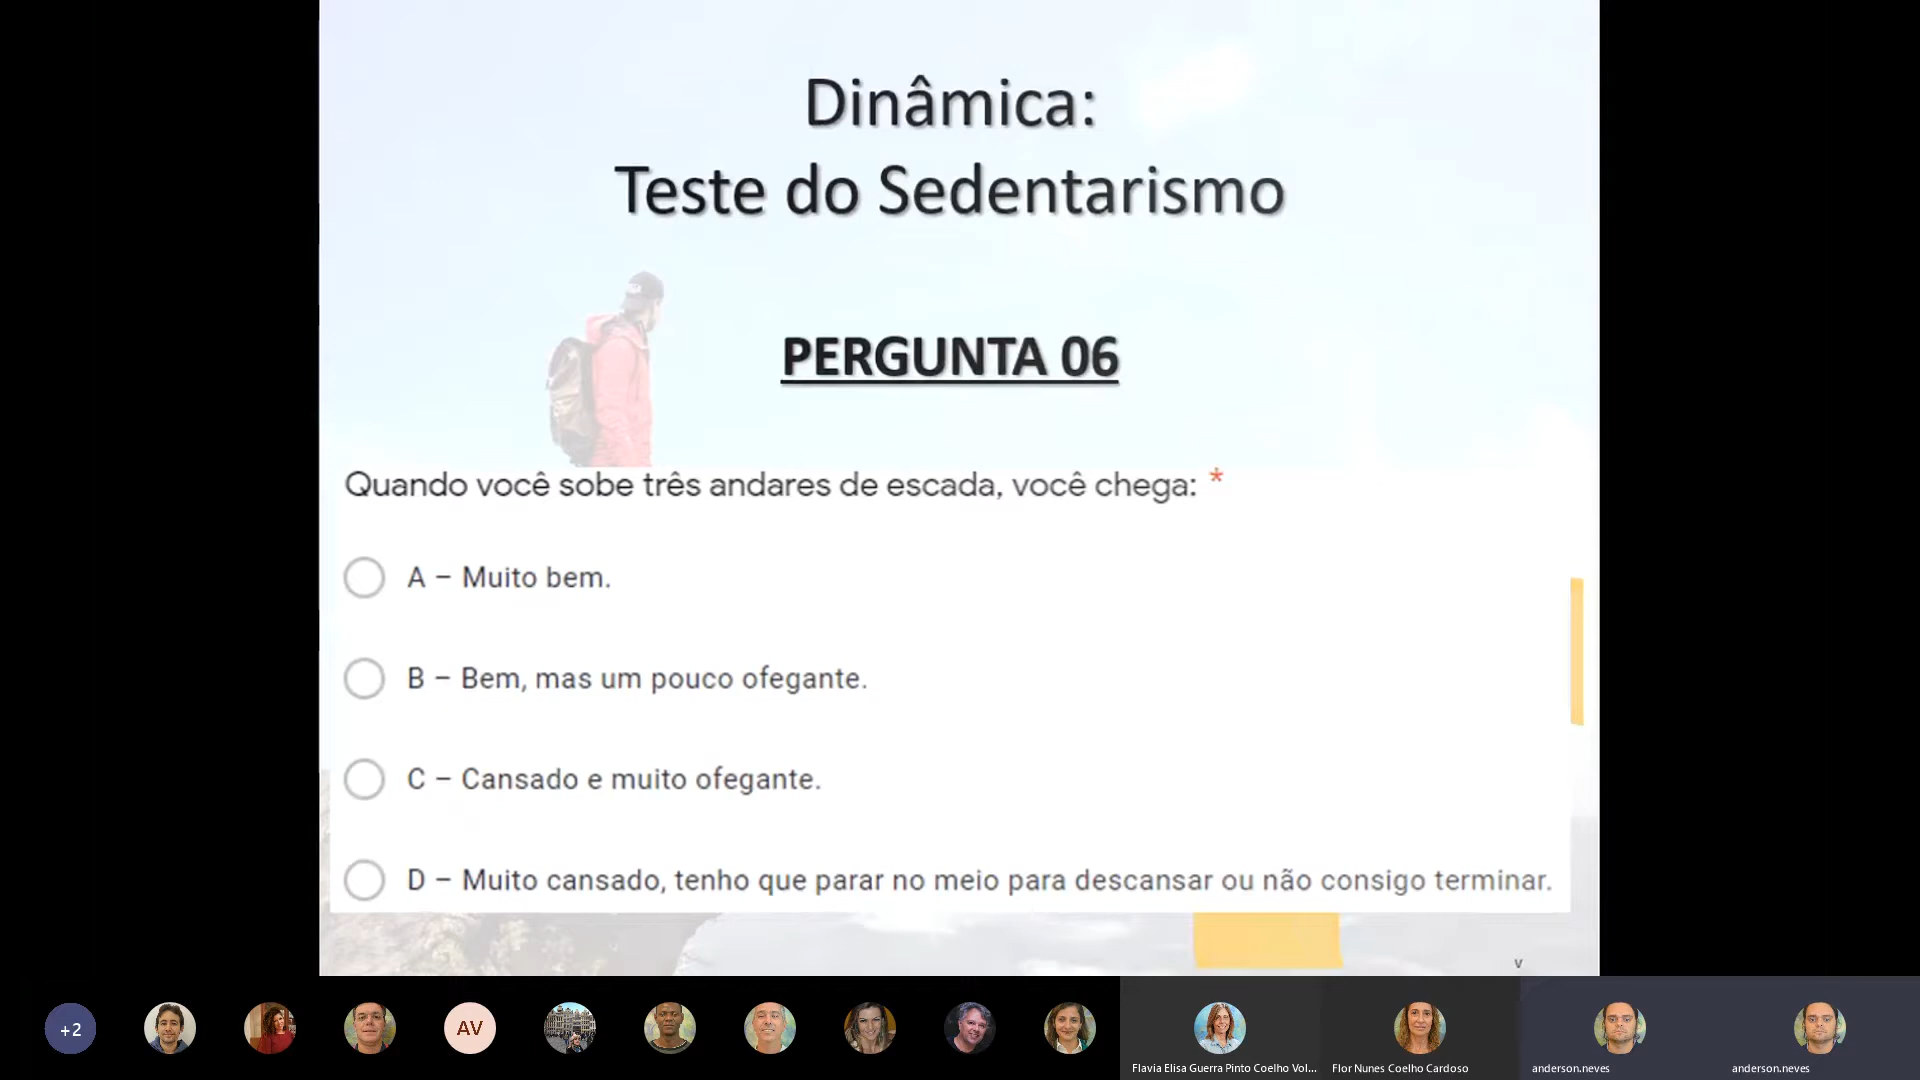 Dinâmica:
Teste do Sedentarismo
PERGUNTA 06
Quando você sobe três andares de escada, você chega: *
A – Muito bem.
B – Bem, mas um pouco ofegante.
C – Cansado e muito ofegante.
D – Muito cansado, tenho que parar no meio para descansar ou não consigo terminar.
v
+2
AV
Flavia Elisa Guerra Pinto Coelho Vol...
Flor Nunes Coelho Cardoso
anderson.neves
anderson.neves